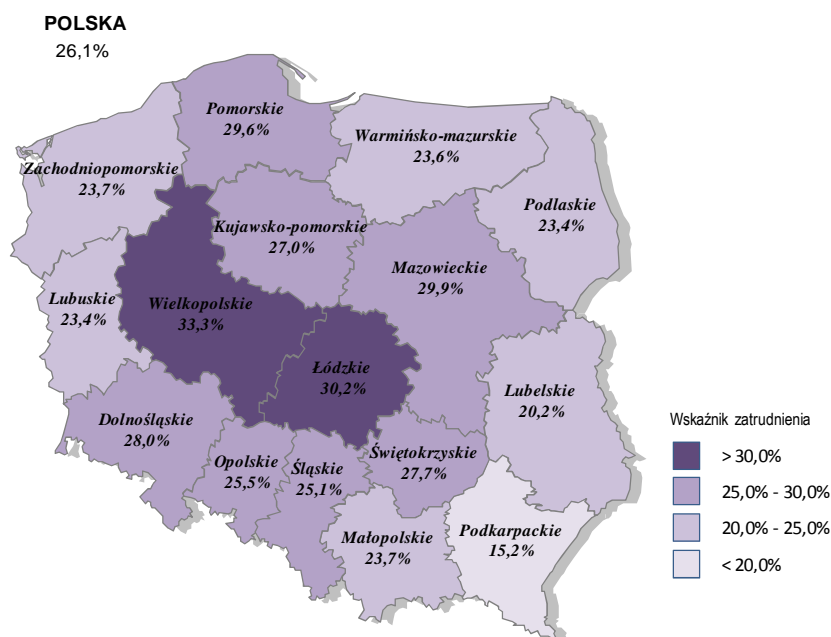 POLSKA
26,1%
Pomorskie
29,6%
Warmińsko-mazurskie
23,6%
Zachodniopomorskie
23,7%
Podlaskie
23,4%
Kujawsko-pomorskie
27,0%
Mazowieckie
29,9%
Lubuskie
23,4%
Wielkopolskie
33,3%
Łódzkie
30,2%
Lubelskie
20,2%
Dolnośląskie
28,0%
Opolskie
25,5%
Śląskie
25,1%
Świętokrzyskie
27,7%
Małopolskie
23,7%
Podkarpackie
15,2%
Wskaźnik zatrudnienia
> 30,0%
25,0% - 30,0%
20,0% - 25,0%
< 20,0%